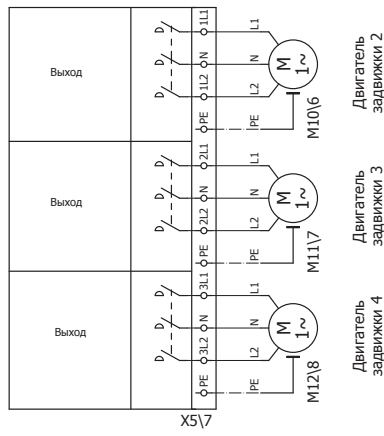 Выход
1L1
N
1L2
PE
L1
N
L2
PE
M
1~
M10\6
Двигатель
задвижки 2
Выход
2L1
N
2L2
PE
L1
N
L2
PE
M
1~
M11\7
Двигатель
задвижки 3
Выход
3L1
N
3L2
PE
L1
N
L2
PE
M
1~
M12\8
Двигатель
задвижки 4
X5\7